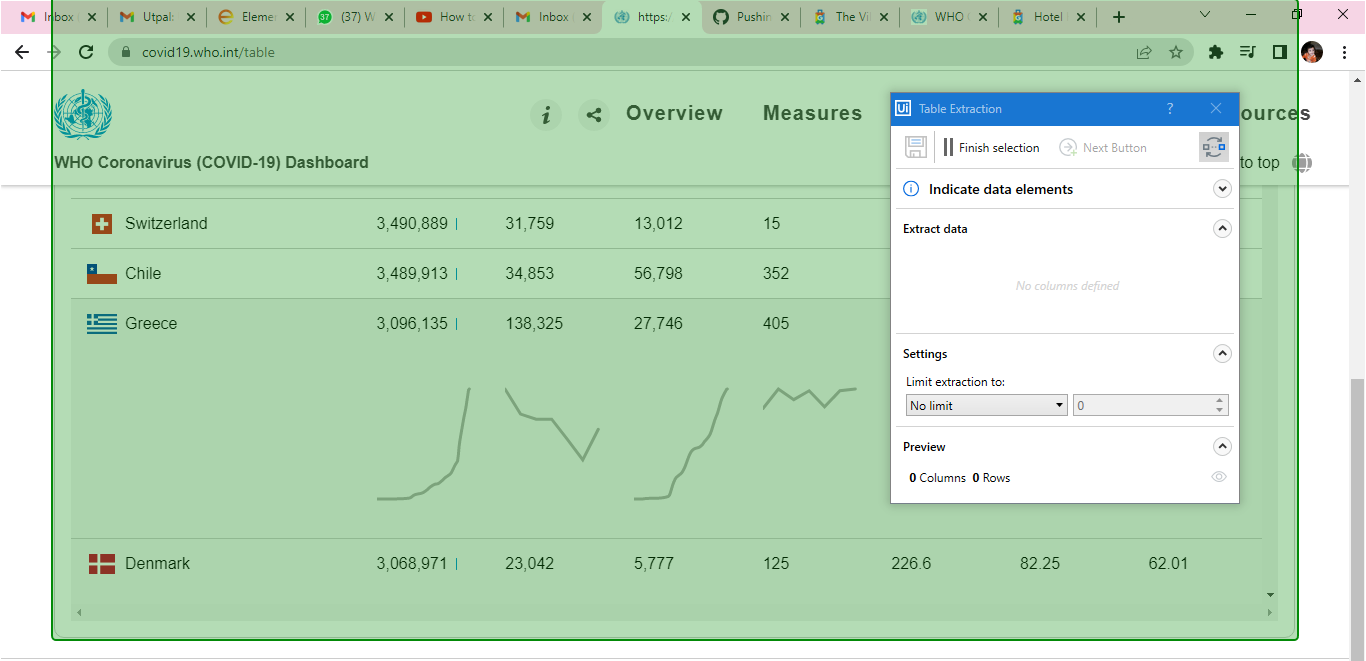 Inbox Utpal: Eleme (37) W How to Inbox https:/ Pushin The Vil WHO Hotel
covid19.who.int/table
Overview Measures ources
WHO Coronavirus (COVID-19) Dashboard to top
Switzerland 3,490,889 31,759 13,012 15
Chile 3,489,913 34,853 56,798 352
Greece 3,096,135 138,325 27,746 405
Denmark 3,068,971 23,042 5,777 125 226.6 82.25 62.01
Ui Table Extraction ?
Finish selection Next Button
Indicate data elements
Extract data
No columns defined
Settings
Limit extraction to:
No limit 0
Preview
0 Columns 0 Rows